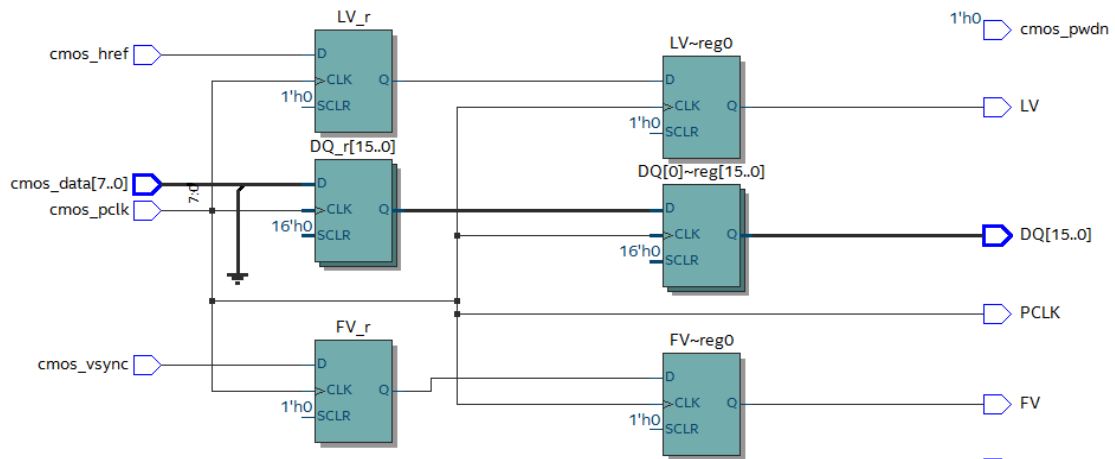 LV_r
cmos_href
D
CLK
Q
1'h0
SCLR
LV~reg0
D
CLK
Q
1'h0
SCLR
1'h0
cmos_pwdn
LV
DQ_r[15..0]
cmos_data[7..0]
cmos_pclk
7:0
D
CLK
Q
16'h0
SCLR
DQ[0]~reg[15..0]
D
CLK
Q
16'h0
SCLR
DQ[15..0]
PCLK
FV_r
cmos_vsync
D
CLK
Q
1'h0
SCLR
FV~reg0
D
CLK
Q
1'h0
SCLR
FV